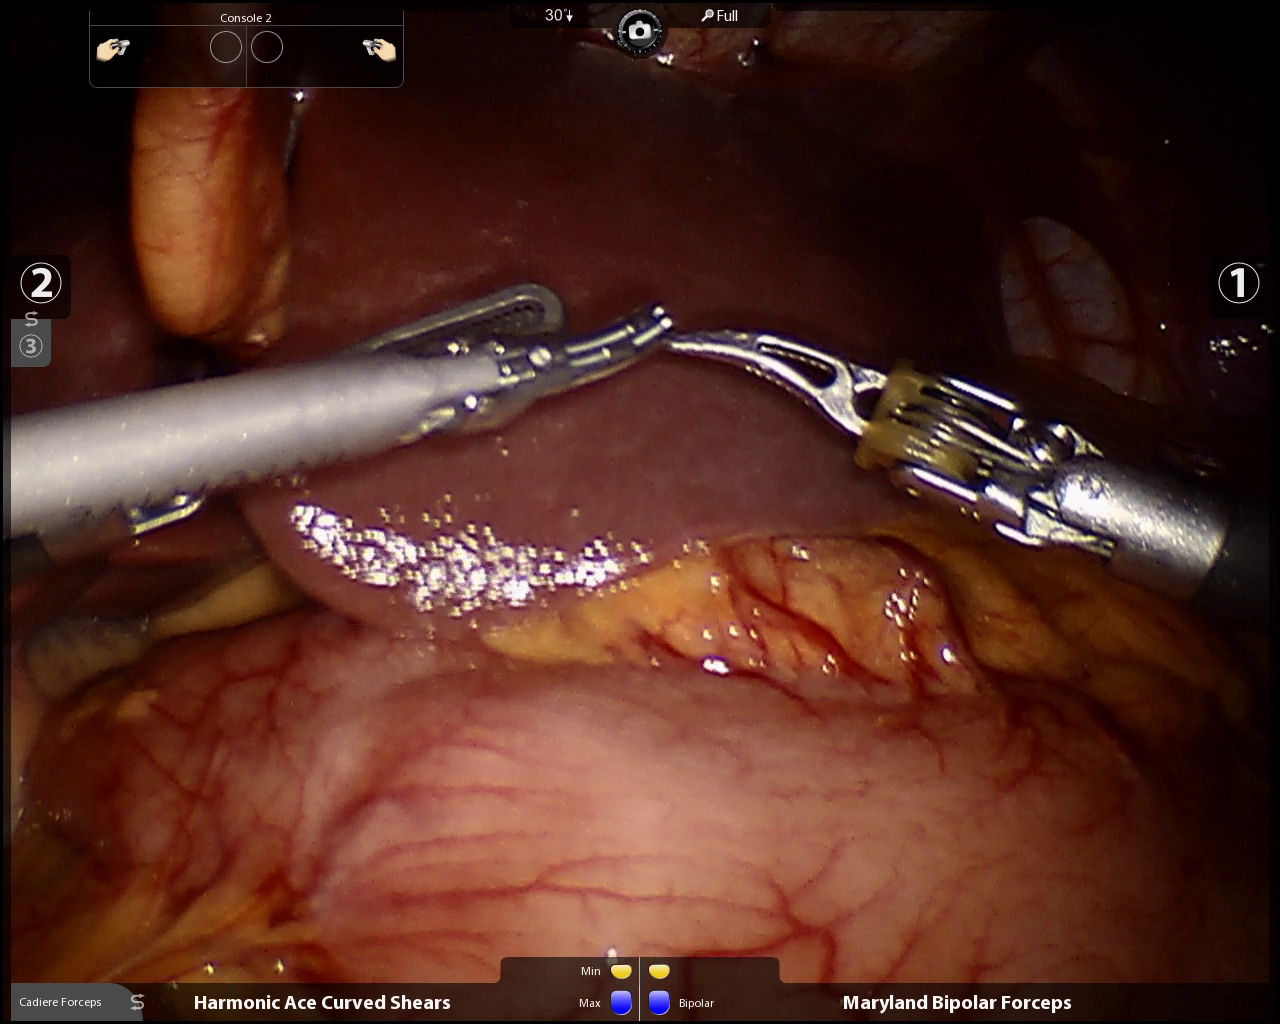 Console 2
30°
Full
2
3
1
Min
Max
Bipolar
Cadiere Forceps
Harmonic Ace Curved Shears
Maryland Bipolar Forceps